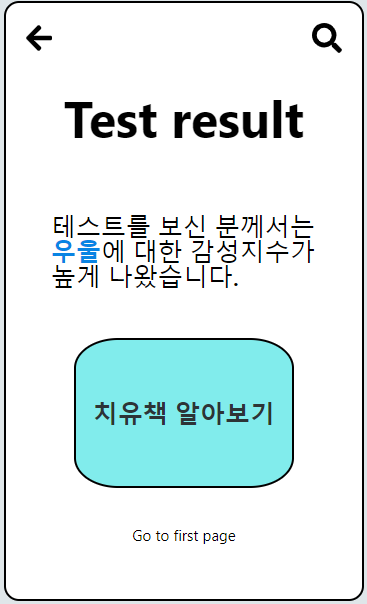 Test result
테스트를 보신 분께서는
우울에 대한 감성지수가
높게 나왔습니다.
치유책 알아보기
Go to first page